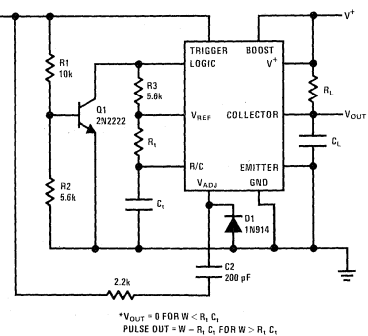 TRIGGER BOOST
V+
R1
10k
LOGIC
V+
Q1
2N2222
R3
5.6k
RL
VREF
COLLECTOR
VOUT
Rt
CL
R2
5.6k
R/C
EMITTER
VADJ
GND
Ct
D1
1N914
2.2k
C2
200 pF
*VOUT = 0 FOR W < Rt Ct
PULSE OUT = W – Rt Ct FOR W > Rt Ct